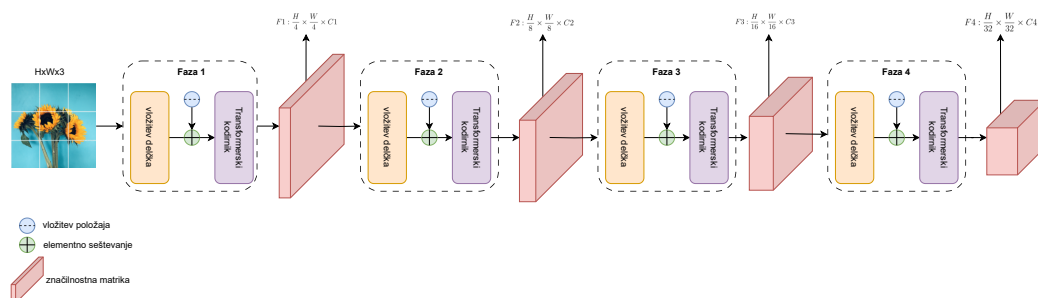 F1 : H/4 × W/4 × C1
F2 : H/8 × W/8 × C2
F3 : H/16 × W/16 × C3
F4 : H/32 × W/32 × C4
HxWx3
Faza 1
vložitev delčka
Transformerski
kodirnik
Faza 2
vložitev delčka
Transformerski
kodirnik
Faza 3
vložitev delčka
Transformerski
kodirnik
Faza 4
vložitev delčka
Transformerski
kodirnik
vložitev položaja
elementno seštevanje
značilnostna matrika